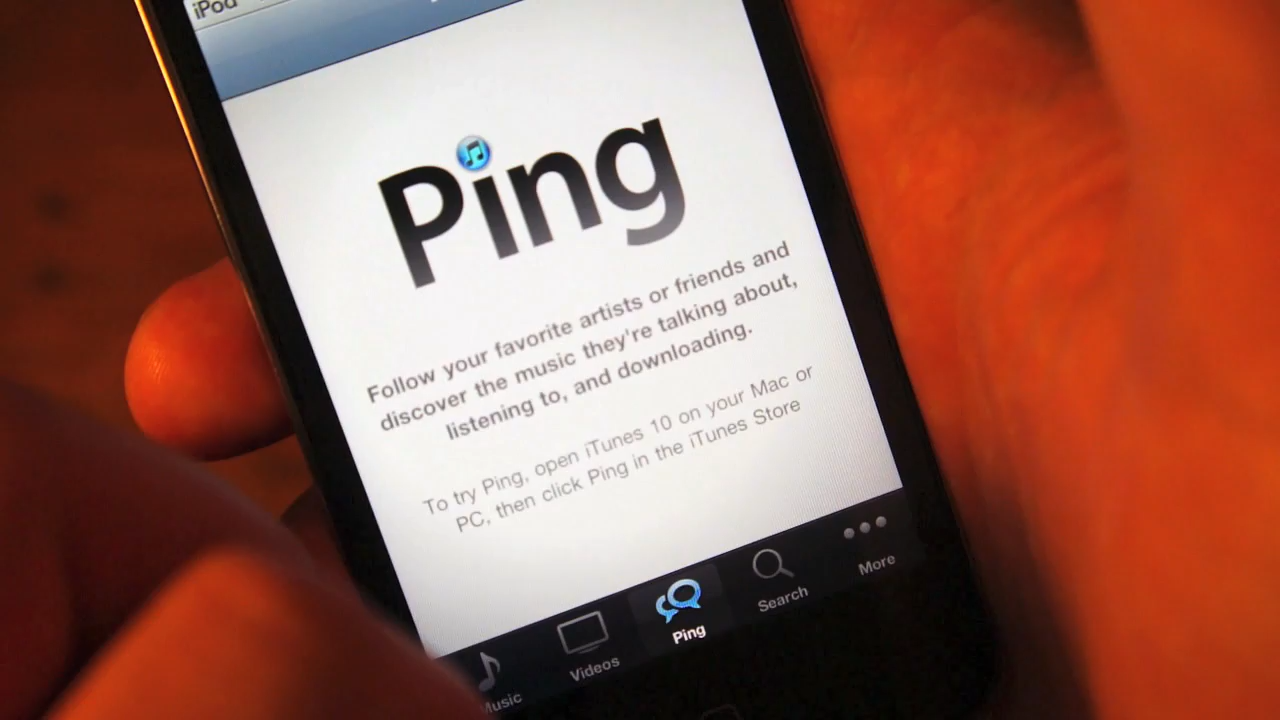 iPod
Ping
Follow your favorite artists or friends and
discover the music they're talking about,
listening to, and downloading.
To try Ping, open iTunes 10 on your Mac or
PC, then click Ping in the iTunes Store
Music
Videos
Ping
Search
More